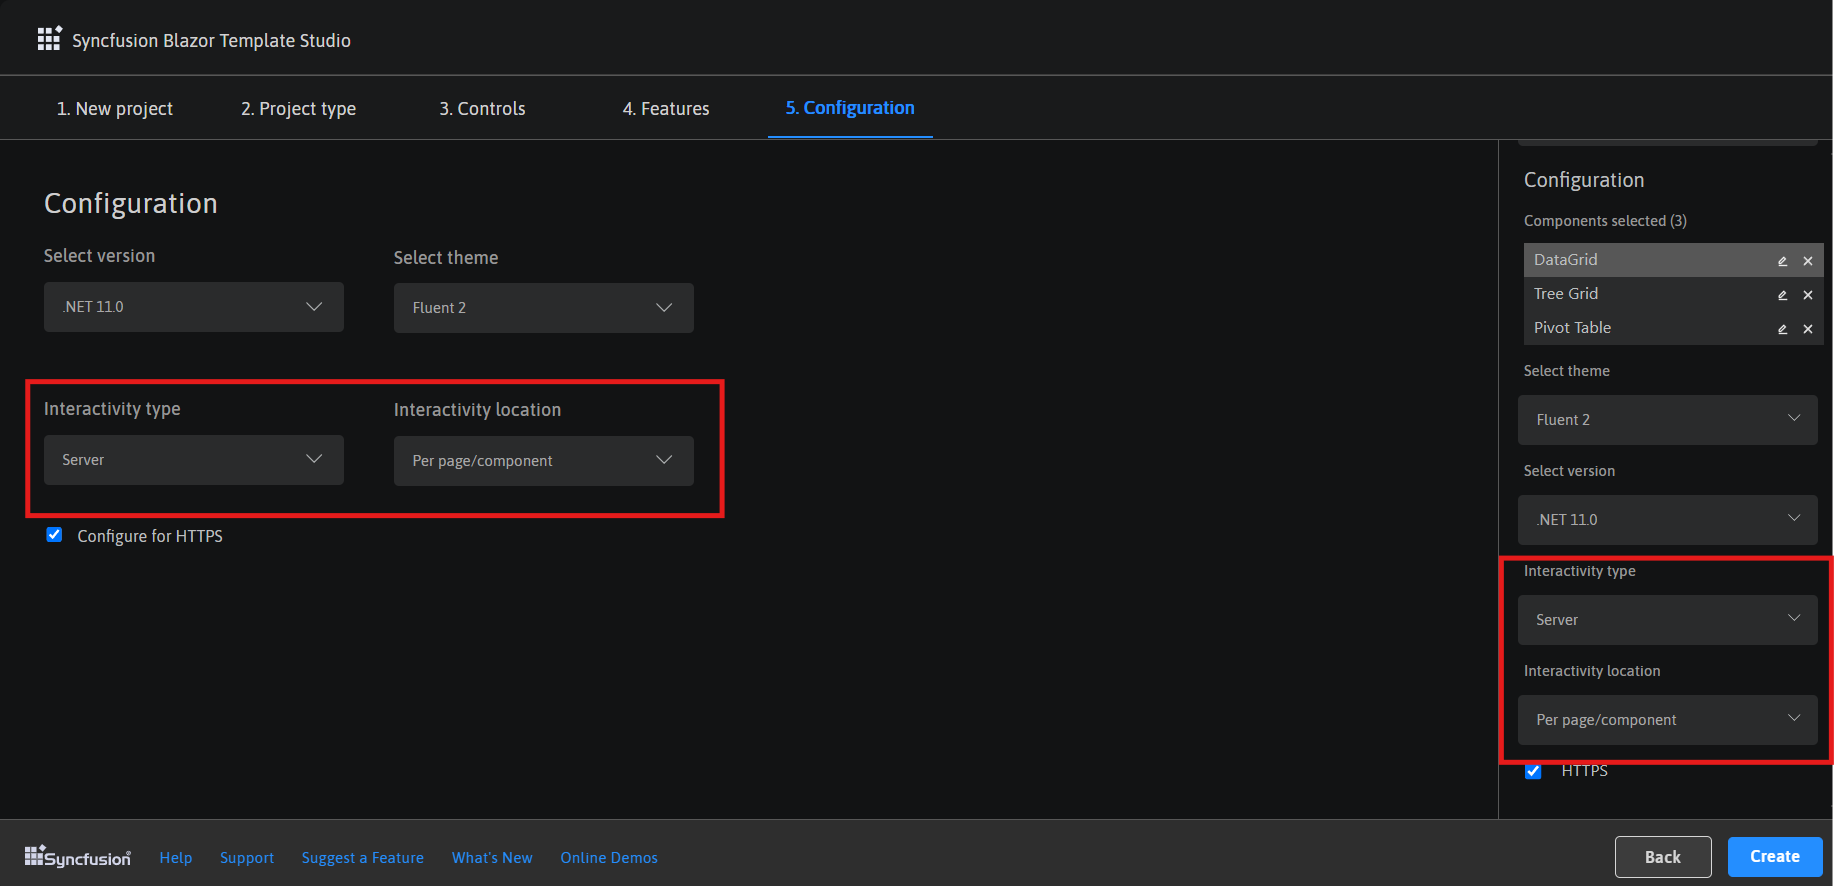 Syncfusion Blazor Template Studio
1. New project
2. Project type
3. Controls
4. Features
5. Configuration
Configuration
Select version
Select theme
.NET 11.0
Fluent 2
Interactivity type
Interactivity location
Server
Per page/component
Configure for HTTPS
Configuration
Components selected (3)
DataGrid
Tree Grid
Pivot Table
Select theme
Fluent 2
Select version
.NET 11.0
Interactivity type
Server
Interactivity location
Per page/component
HTTPS
Syncfusion®
Help
Support
Suggest a Feature
What's New
Online Demos
Back
Create